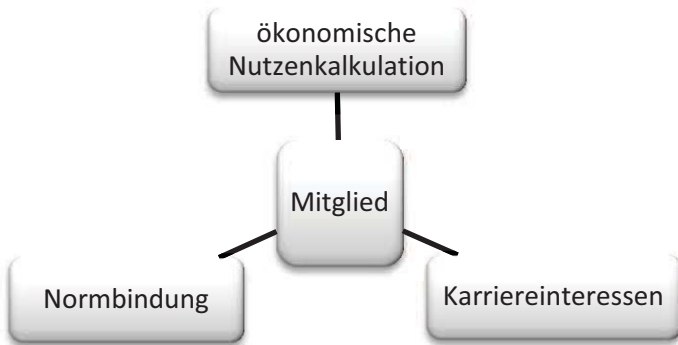 ökonomische
Nutzenkalkulation
Mitglied
Normbindung
Karriereinteressen